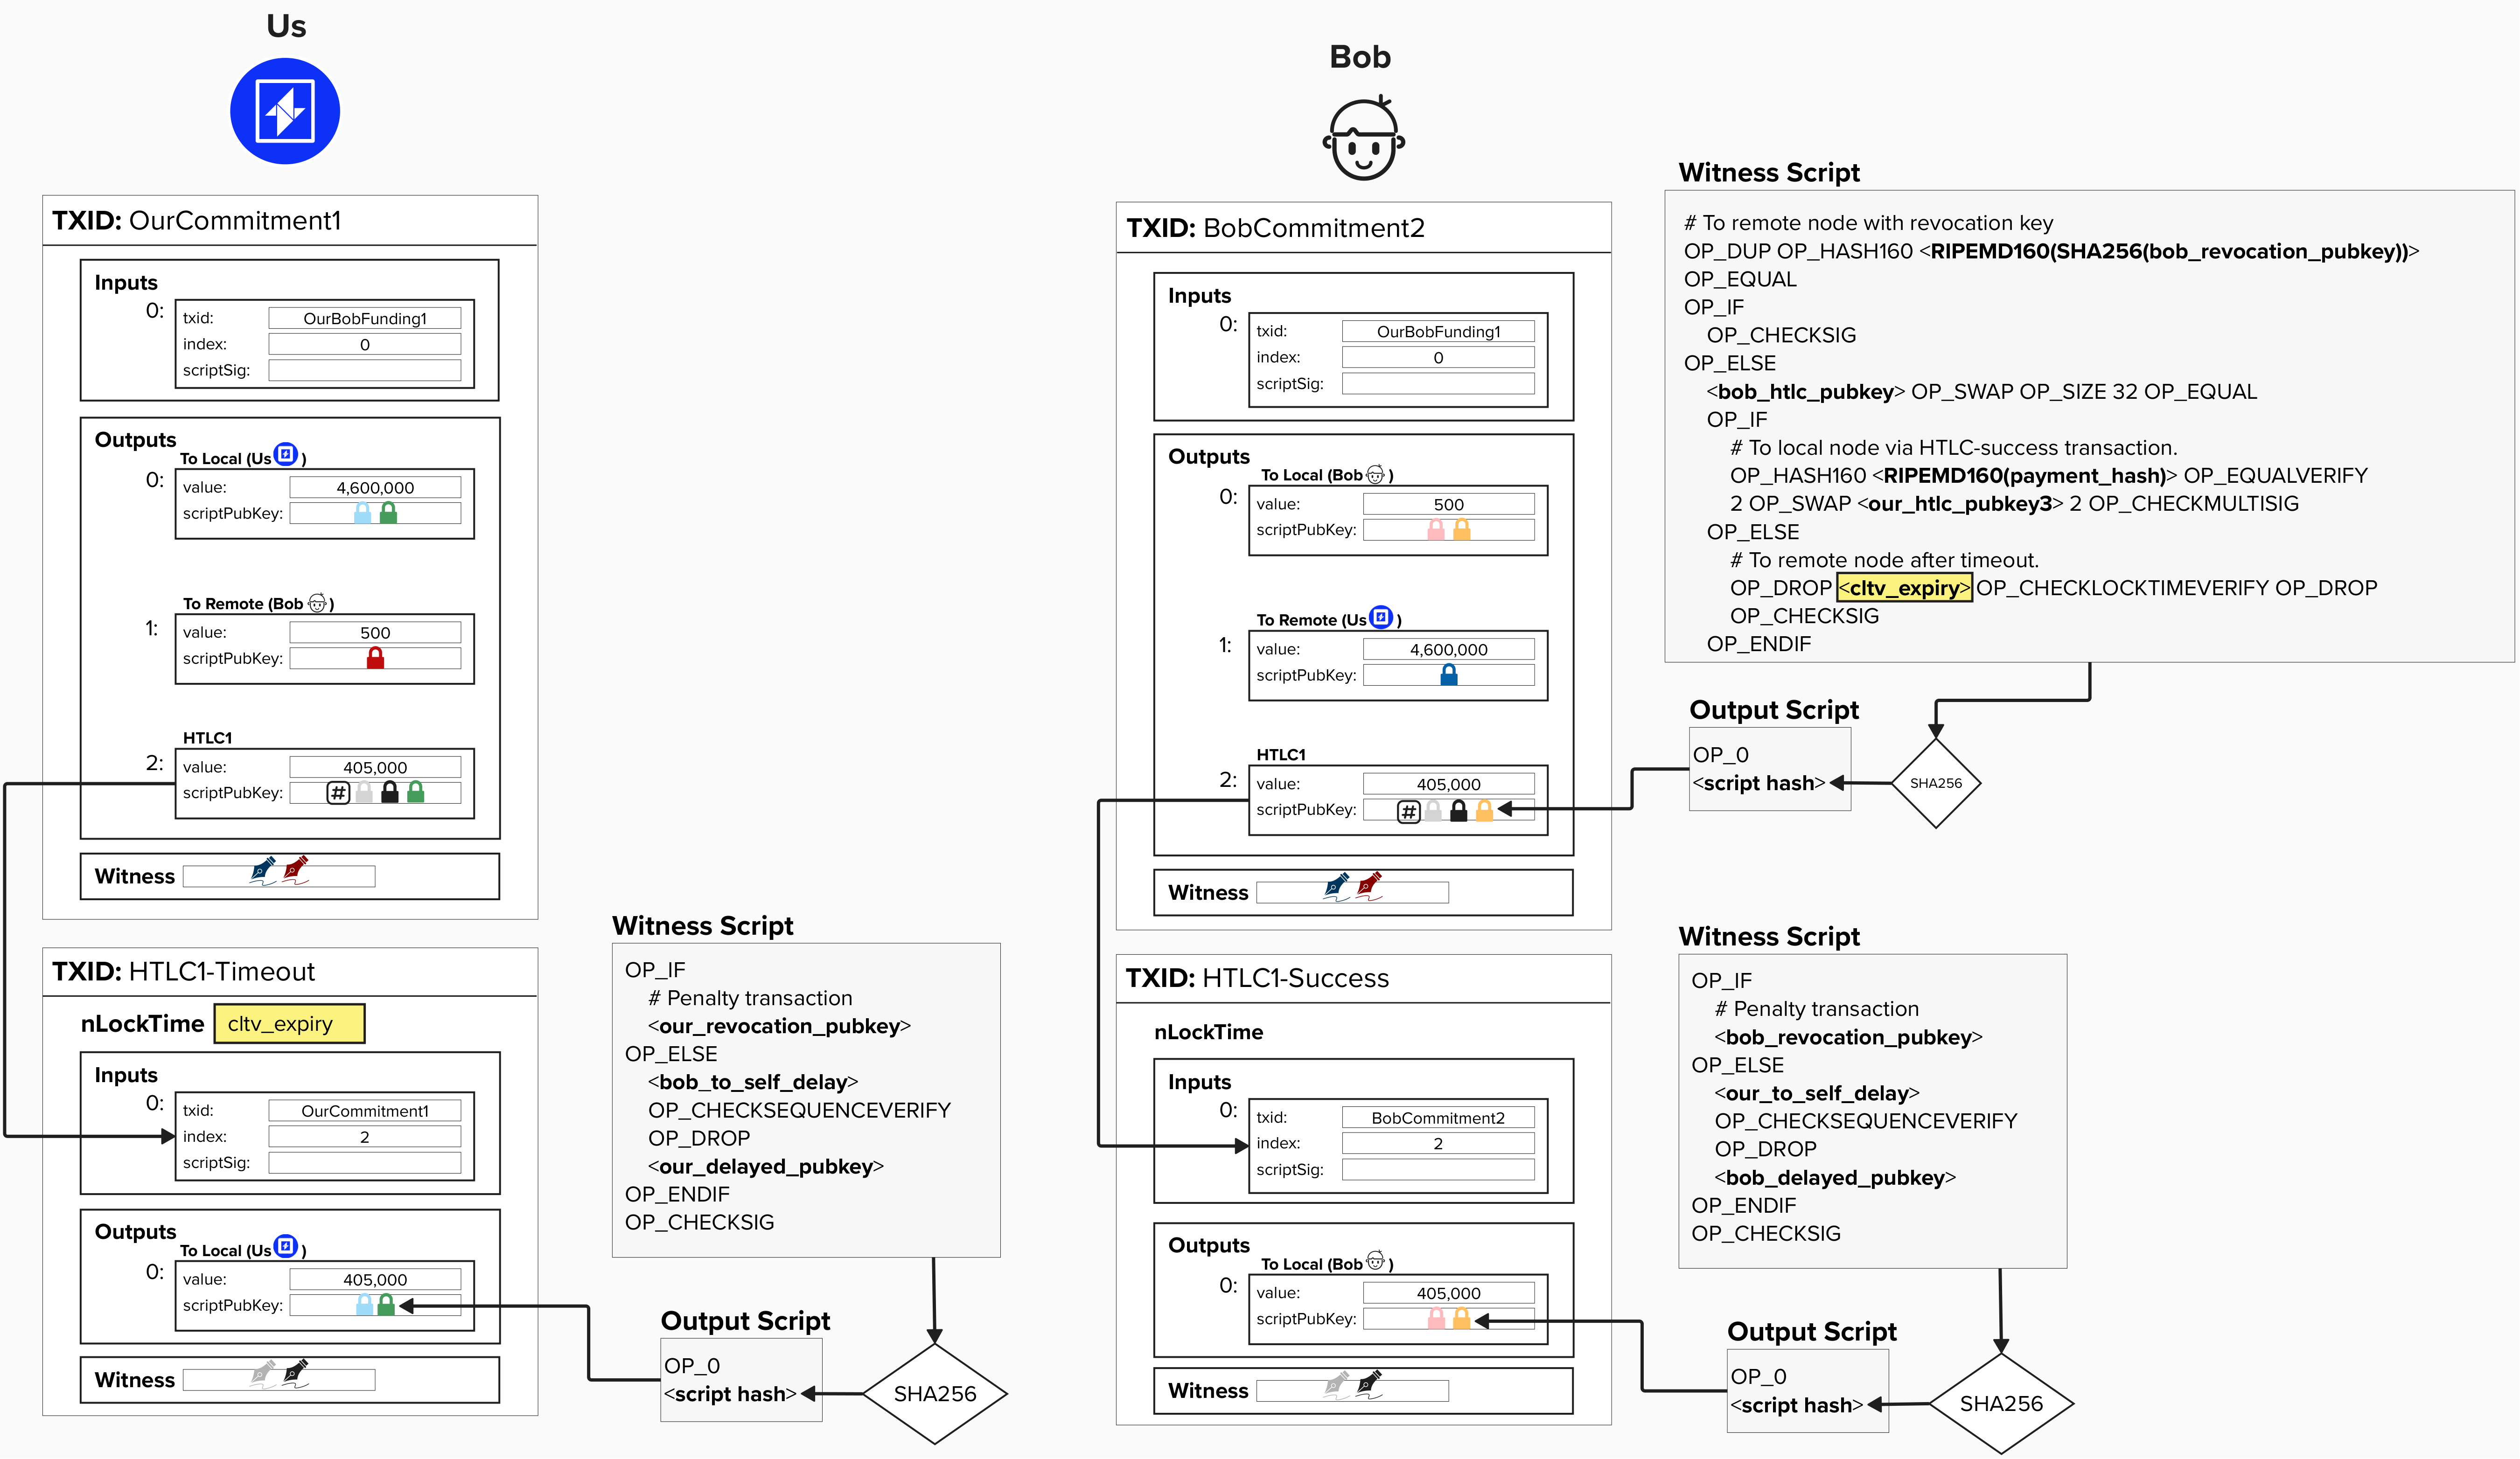 Us
TXID: OurCommitment1
Inputs
0:
txid: OurBobFunding1
index: 0
scriptSig:
Outputs
To Local (Us )
0:
value: 4,600,000
scriptPubKey:
To Remote (Bob )
1:
value: 500
scriptPubKey:
HTLC1
2:
value: 405,000
scriptPubKey: #
Witness
TXID: HTLC1-Timeout
nLockTime cltv_expiry
Inputs
0:
txid: OurCommitment1
index: 2
scriptSig:
Outputs
To Local (Us )
0:
value: 405,000
scriptPubKey:
Witness
Witness Script
OP_IF
# Penalty transaction
<our_revocation_pubkey>
OP_ELSE
<bob_to_self_delay>
OP_CHECKSEQUENCEVERIFY
OP_DROP
<our_delayed_pubkey>
OP_ENDIF
OP_CHECKSIG
SHA256
Output Script
OP_0
<script hash>
Bob
TXID: BobCommitment2
Inputs
0:
txid: OurBobFunding1
index: 0
scriptSig:
Outputs
To Local (Bob )
0:
value: 500
scriptPubKey:
To Remote (Us )
1:
value: 4,600,000
scriptPubKey:
HTLC1
2:
value: 405,000
scriptPubKey: #
Witness
TXID: HTLC1-Success
nLockTime
Inputs
0:
txid: BobCommitment2
index: 2
scriptSig:
Outputs
To Local (Bob )
0:
value: 405,000
scriptPubKey:
Witness
Witness Script
# To remote node with revocation key
OP_DUP OP_HASH160 <RIPEMD160(SHA256(bob_revocation_pubkey))>
OP_EQUAL
OP_IF
OP_CHECKSIG
OP_ELSE
<bob_htlc_pubkey> OP_SWAP OP_SIZE 32 OP_EQUAL
OP_IF
# To local node via HTLC-success transaction.
OP_HASH160 <RIPEMD160(payment_hash)> OP_EQUALVERIFY
2 OP_SWAP <our_htlc_pubkey3> 2 OP_CHECKMULTISIG
OP_ELSE
# To remote node after timeout.
OP_DROP <cltv_expiry> OP_CHECKLOCKTIMEVERIFY OP_DROP
OP_CHECKSIG
OP_ENDIF
Output Script
OP_0
<script hash>
SHA256
Witness Script
OP_IF
# Penalty transaction
<bob_revocation_pubkey>
OP_ELSE
<our_to_self_delay>
OP_CHECKSEQUENCEVERIFY
OP_DROP
<bob_delayed_pubkey>
OP_ENDIF
OP_CHECKSIG
Output Script
OP_0
<script hash>
SHA256